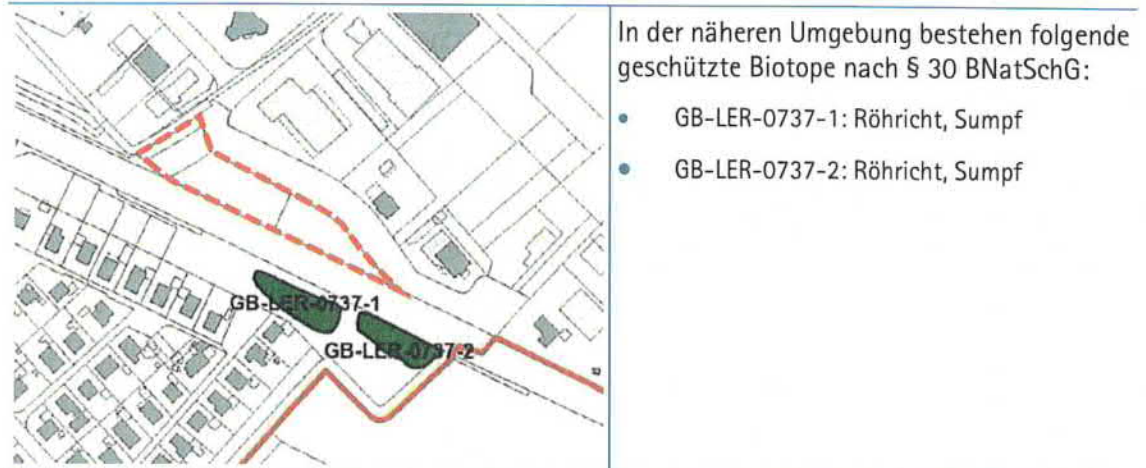 In der näheren Umgebung bestehen folgende
geschützte Biotope nach § 30 BNatSchG:
• GB-LER-0737-1: Röhricht, Sumpf
• GB-LER-0737-2: Röhricht, Sumpf
GB-LER-0737-1
GB-LER-0737-2